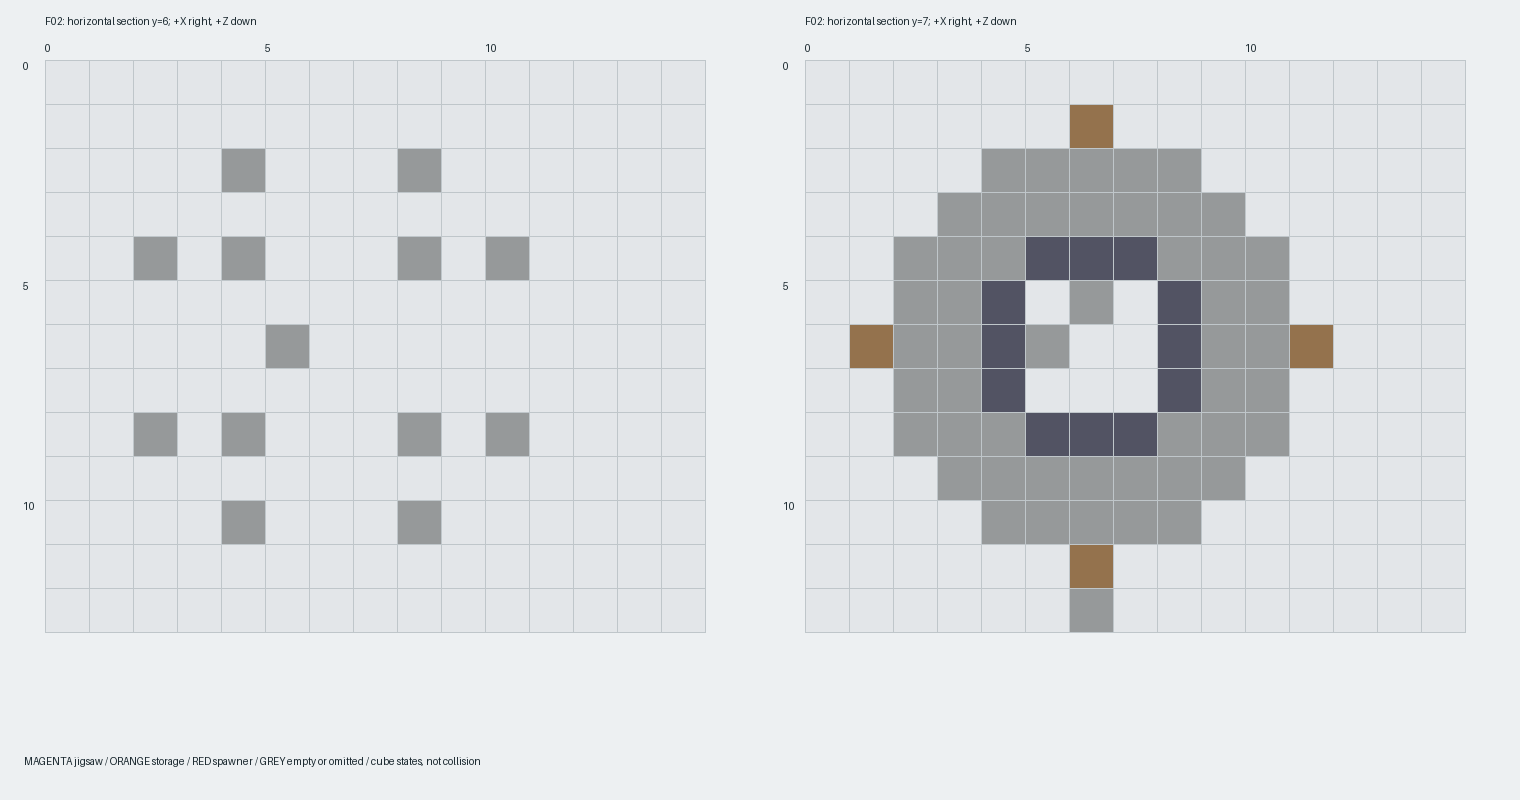 F02: horizontal section y=6; +X right, +Z down
F02: horizontal section y=7; +X right, +Z down
0 5 10
0 5 10
0
0
5
5
10
10
MAGENTA jigsaw / ORANGE storage / RED spawner / GREY empty or omitted / cube states, not collision